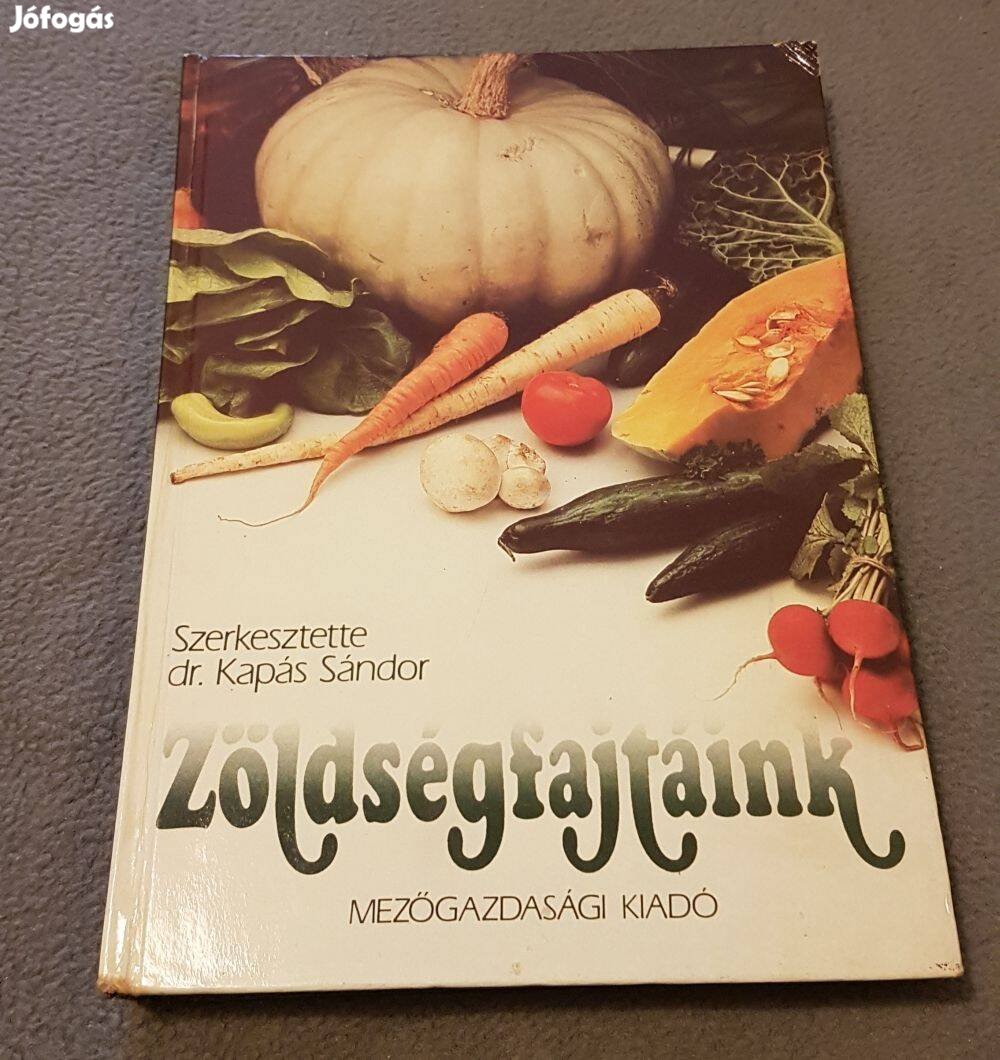 Jófogás
Szerkesztette
dr. Kapás Sándor
Zöldségfajtáink
MEZŐGAZDASÁGI KIADÓ